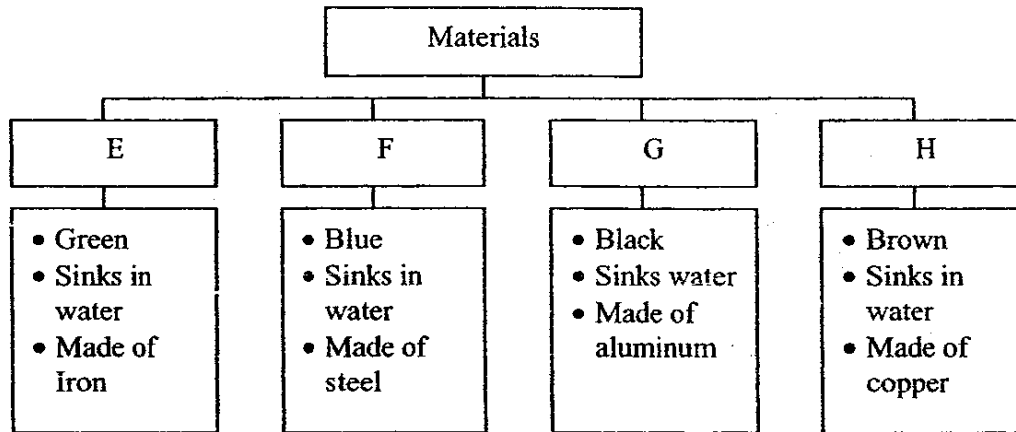 Materials
E
F
G
H
• Green
• Sinks in
water
• Made of
Iron
• Blue
• Sinks in
water
• Made of
steel
• Black
• Sinks water
• Made of
aluminum
• Brown
• Sinks in
water
• Made of
copper